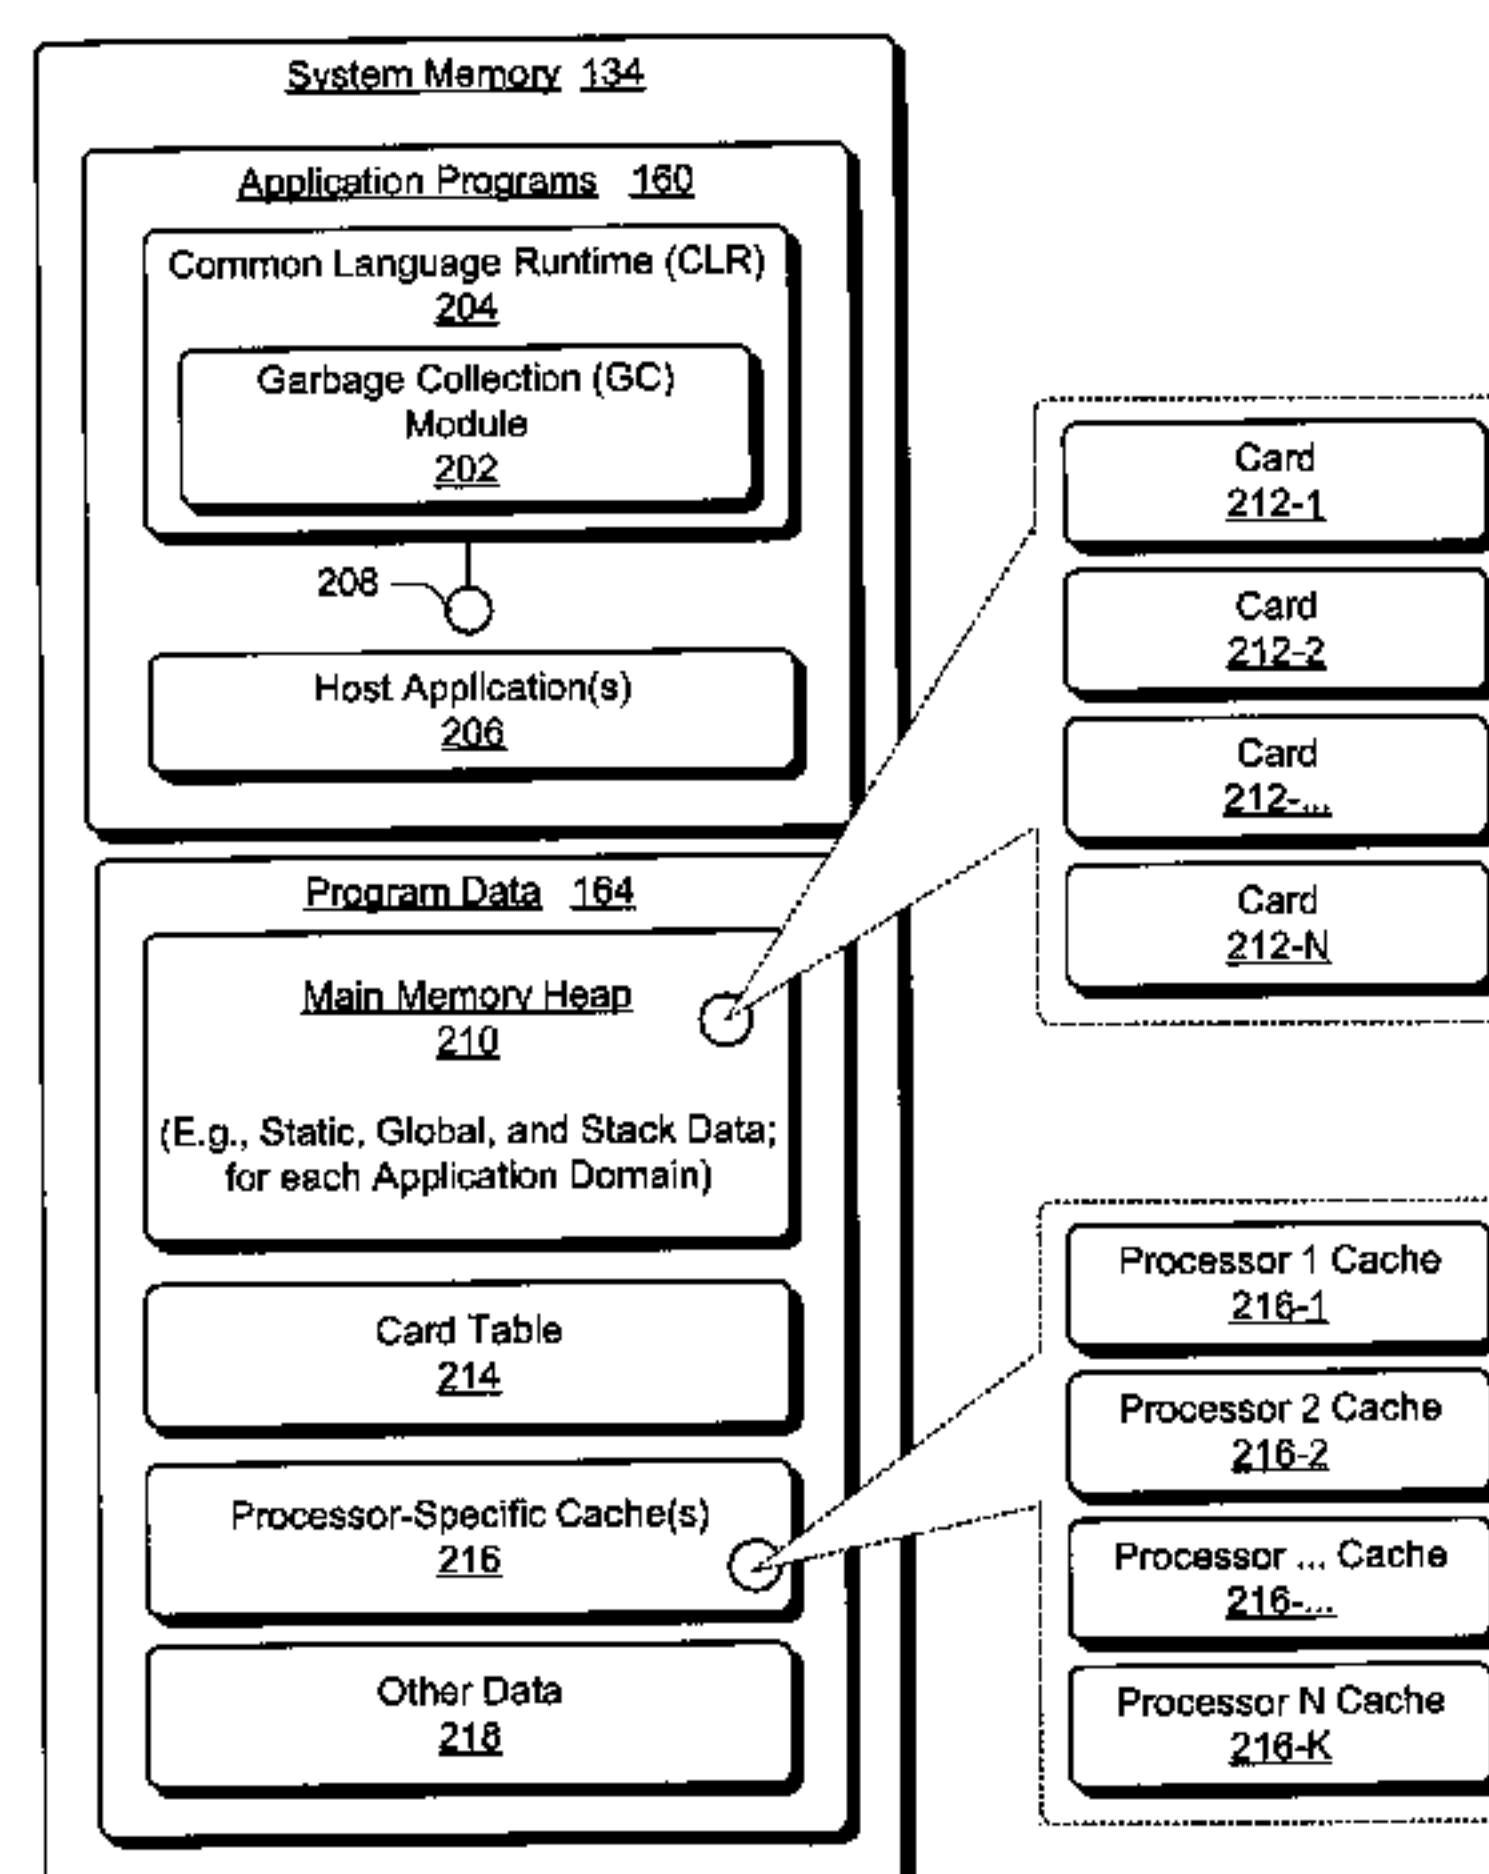 System Memory 134
Application Programs 160
Common Language Runtime (CLR)
204
Garbage Collection (GC)
Module
202
208
Host Application(s)
206
Program Data 164
Main Memory Heap
210
(E.g., Static, Global, and Stack Data;
for each Application Domain)
Card Table
214
Processor-Specific Cache(s)
216
Other Data
218
Card
212-1
Card
212-2
Card
212-...
Card
212-N
Processor 1 Cache
216-1
Processor 2 Cache
216-2
Processor ... Cache
216-...
Processor N Cache
216-K